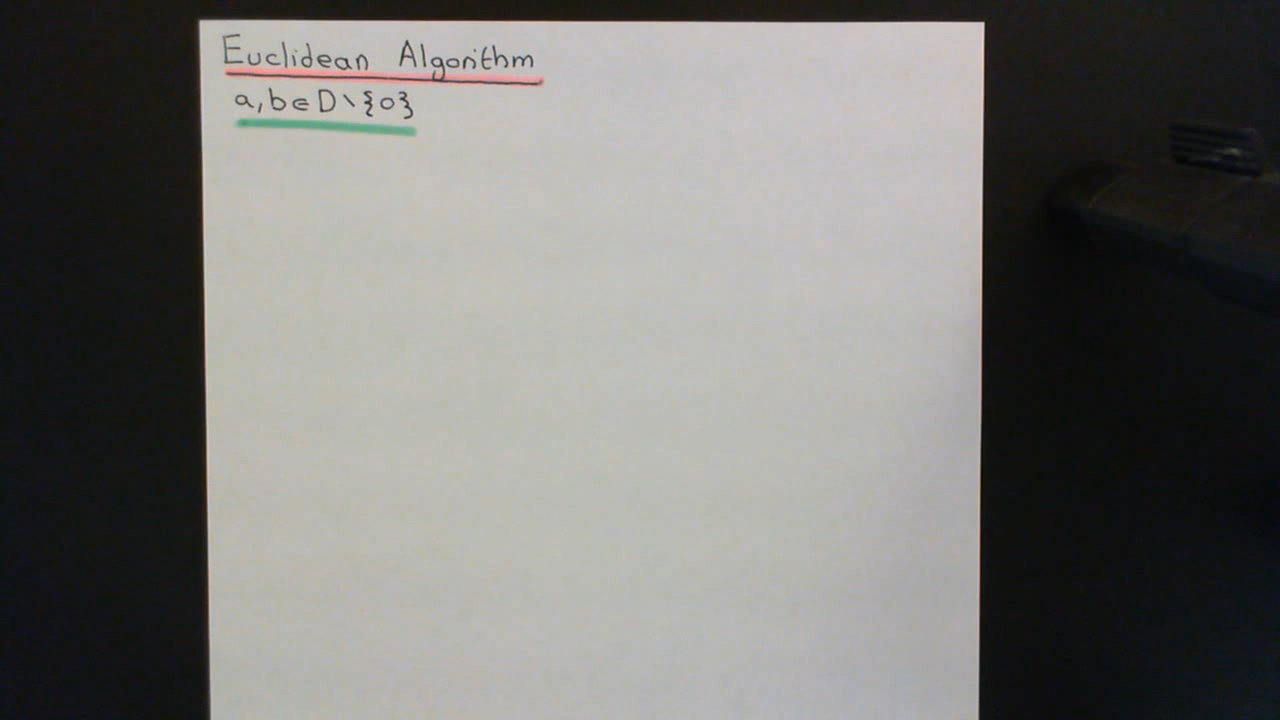 Euclidean Algorithm
a, b ∈ D \ {0}